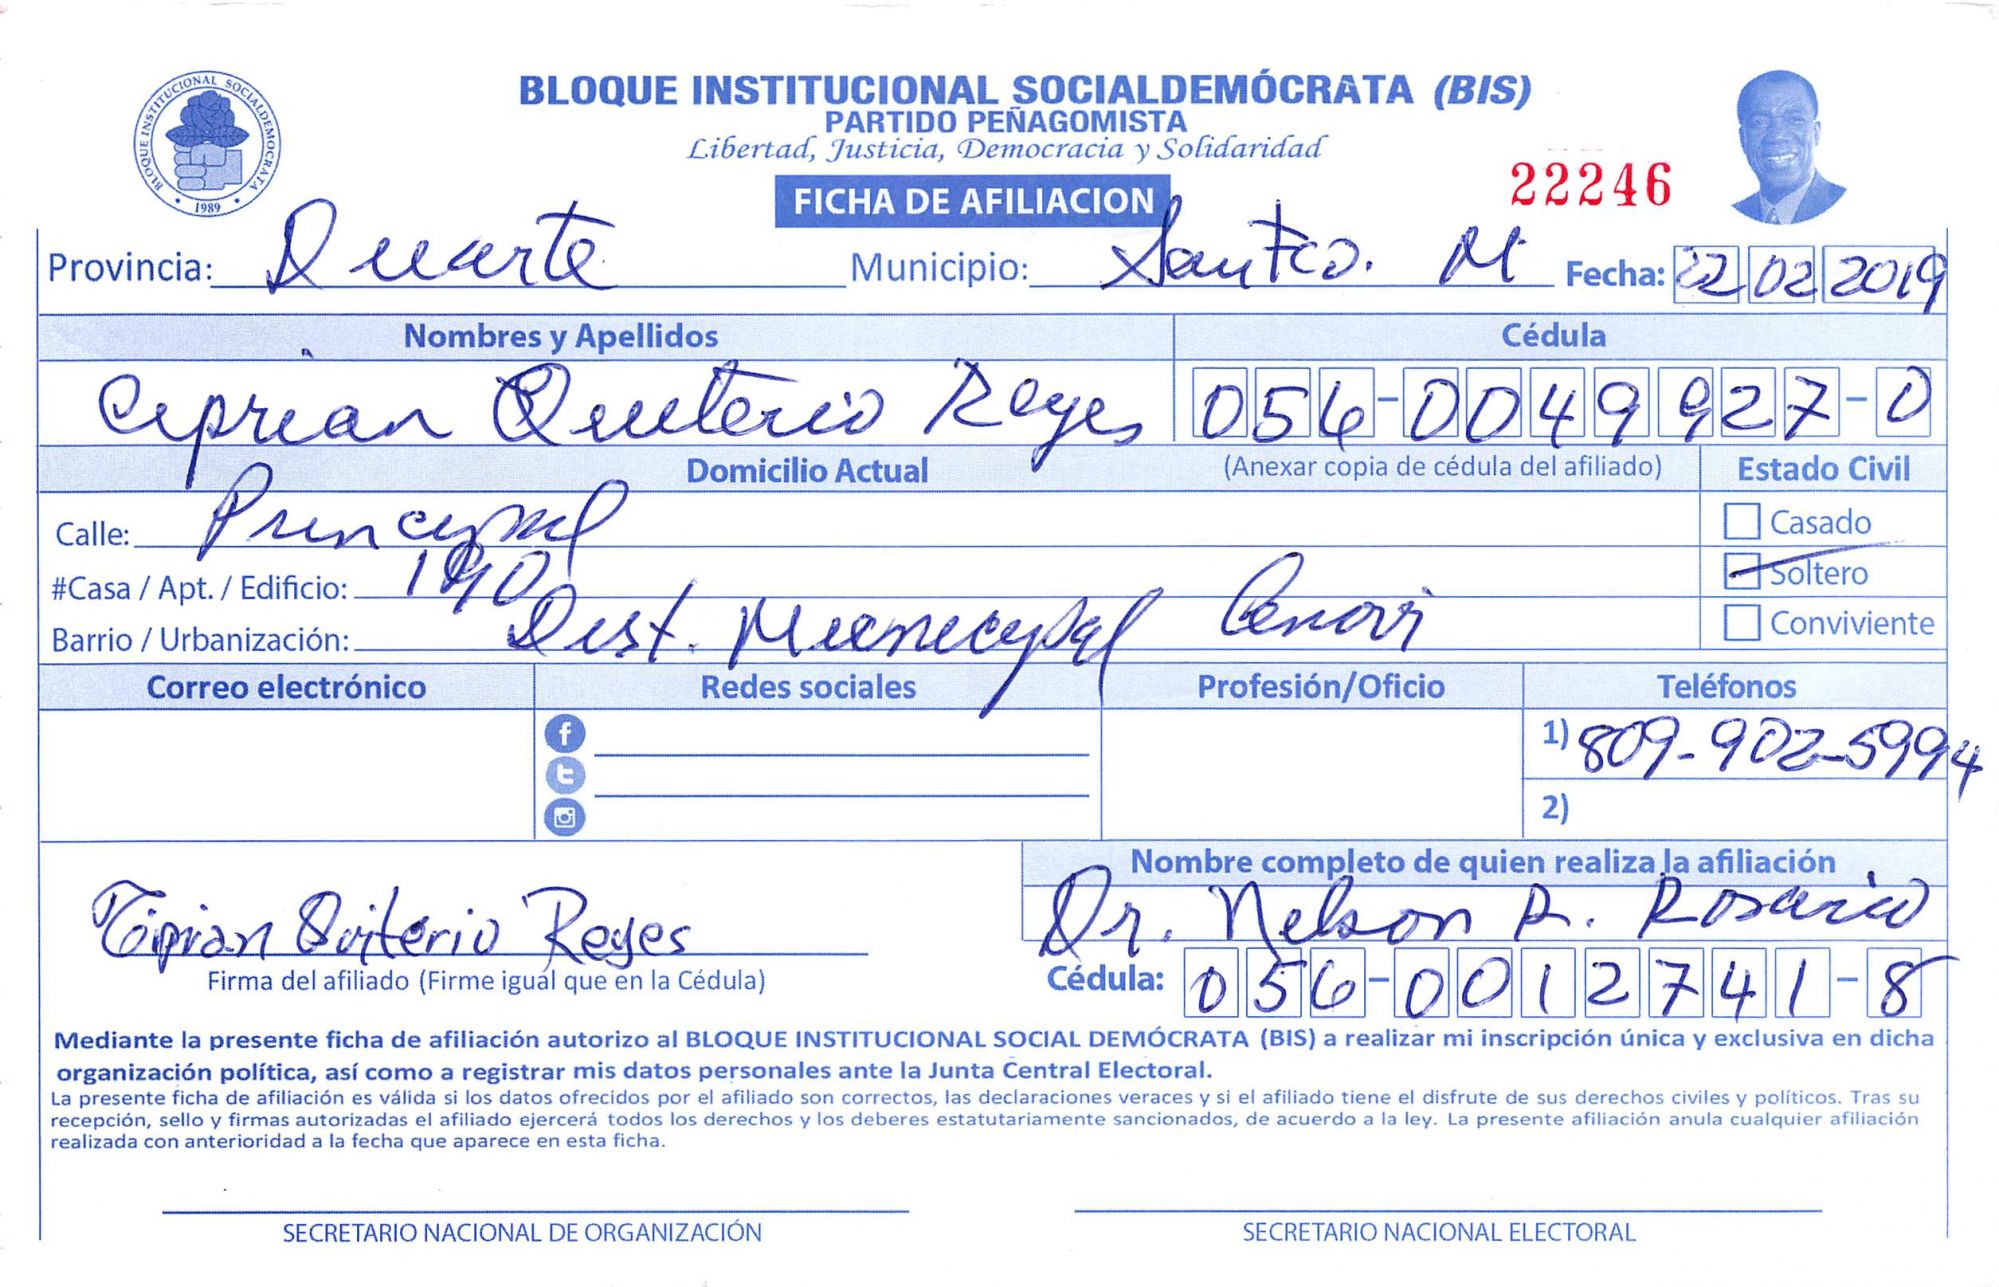 BLOQUE INSTITUCIONAL SOCIALDEMOCRATA
1989
BLOQUE INSTITUCIONAL SOCIALDEMÓCRATA (BIS)
PARTIDO PEÑAGOMISTA
Libertad, Justicia, Democracia y Solidaridad
FICHA DE AFILIACION
22246
Provincia: Duarte Municipio: San Fco. M Fecha: 22 02 2019
Nombres y Apellidos Cédula
Ciprian Quiterio Reyes 056-0049927-0
Domicilio Actual (Anexar copia de cédula del afiliado) Estado Civil
Calle: Principal Casado
#Casa / Apt. / Edificio: 190 Soltero
Barrio / Urbanización: Dist. Municipal Cenovi Conviviente
Correo electrónico Redes sociales Profesión/Oficio Teléfonos
1) 809-902-5994
2)
Nombre completo de quien realiza la afiliación
Ciprian Quiterio Reyes Dr. Nelson R. Rosario
Firma del afiliado (Firme igual que en la Cédula) Cédula: 056-0012741-8
Mediante la presente ficha de afiliación autorizo al BLOQUE INSTITUCIONAL SOCIAL DEMÓCRATA (BIS) a realizar mi inscripción única y exclusiva en dicha
organización política, así como a registrar mis datos personales ante la Junta Central Electoral.
La presente ficha de afiliación es válida si los datos ofrecidos por el afiliado son correctos, las declaraciones veraces y si el afiliado tiene el disfrute de sus derechos civiles y políticos. Tras su
recepción, sello y firmas autorizadas el afiliado ejercerá todos los derechos y los deberes estatutariamente sancionados, de acuerdo a la ley. La presente afiliación anula cualquier afiliación
realizada con anterioridad a la fecha que aparece en esta ficha.
SECRETARIO NACIONAL DE ORGANIZACIÓN SECRETARIO NACIONAL ELECTORAL